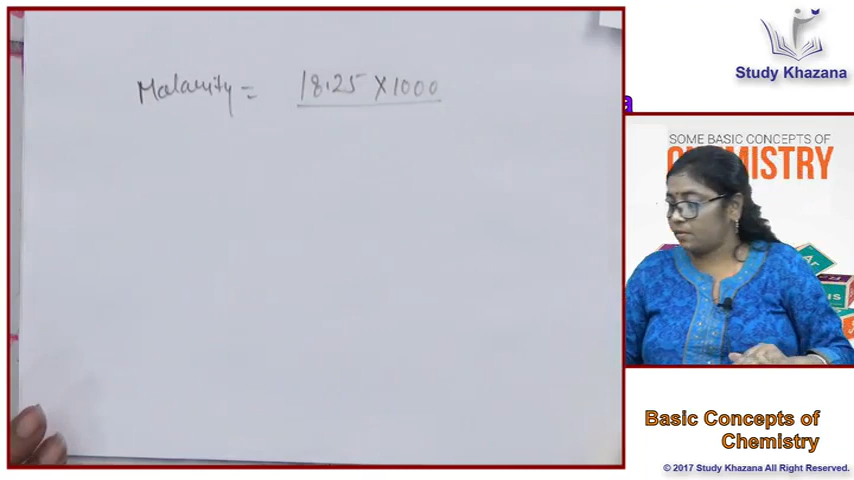 Molarity = 18.25 × 1000
Study Khazana
a
SOME BASIC CONCEPTS OF
CHEMISTRY
Ar
Basic Concepts of
Chemistry
© 2017 Study Khazana All Right Reserved.